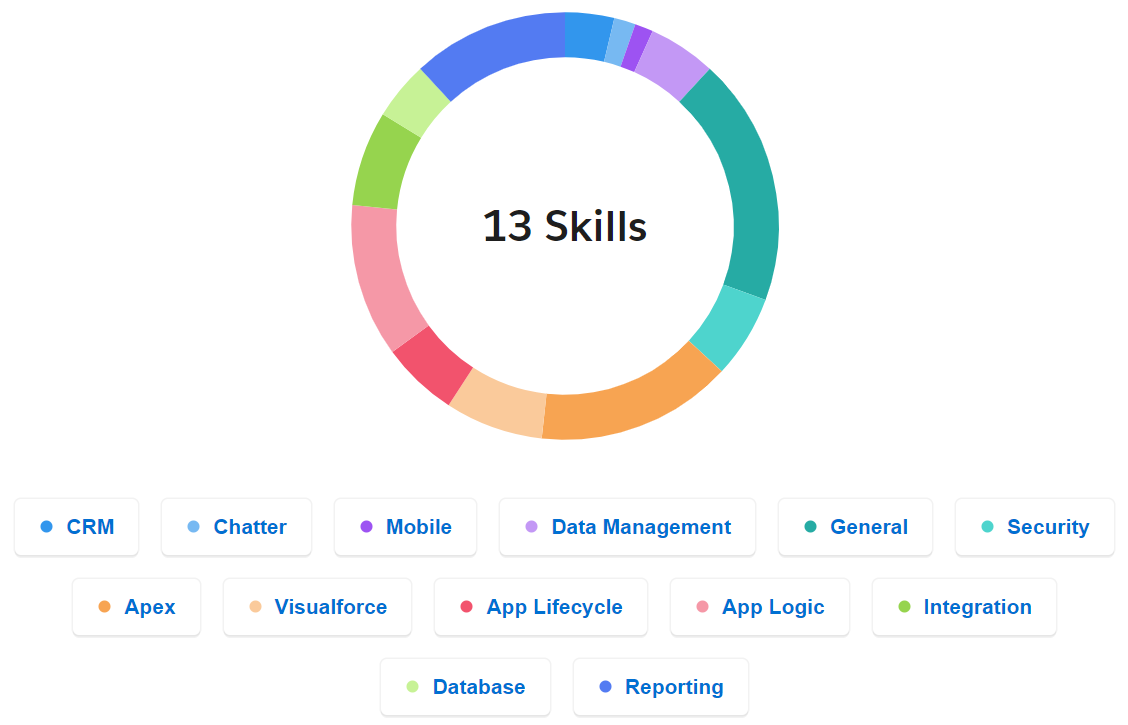 13 Skills
CRM Chatter Mobile Data Management General Security
Apex Visualforce App Lifecycle App Logic Integration
Database Reporting